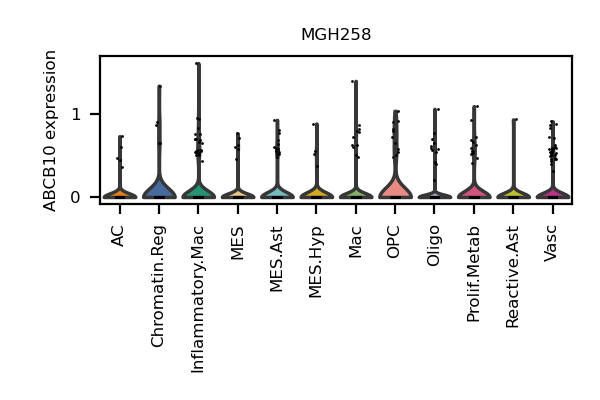 MGH258
ABCB10 expression
1
0
AC
Chromatin.Reg
Inflammatory.Mac
MES
MES.Ast
MES.Hyp
Mac
OPC
Oligo
Prolif.Metab
Reactive.Ast
Vasc